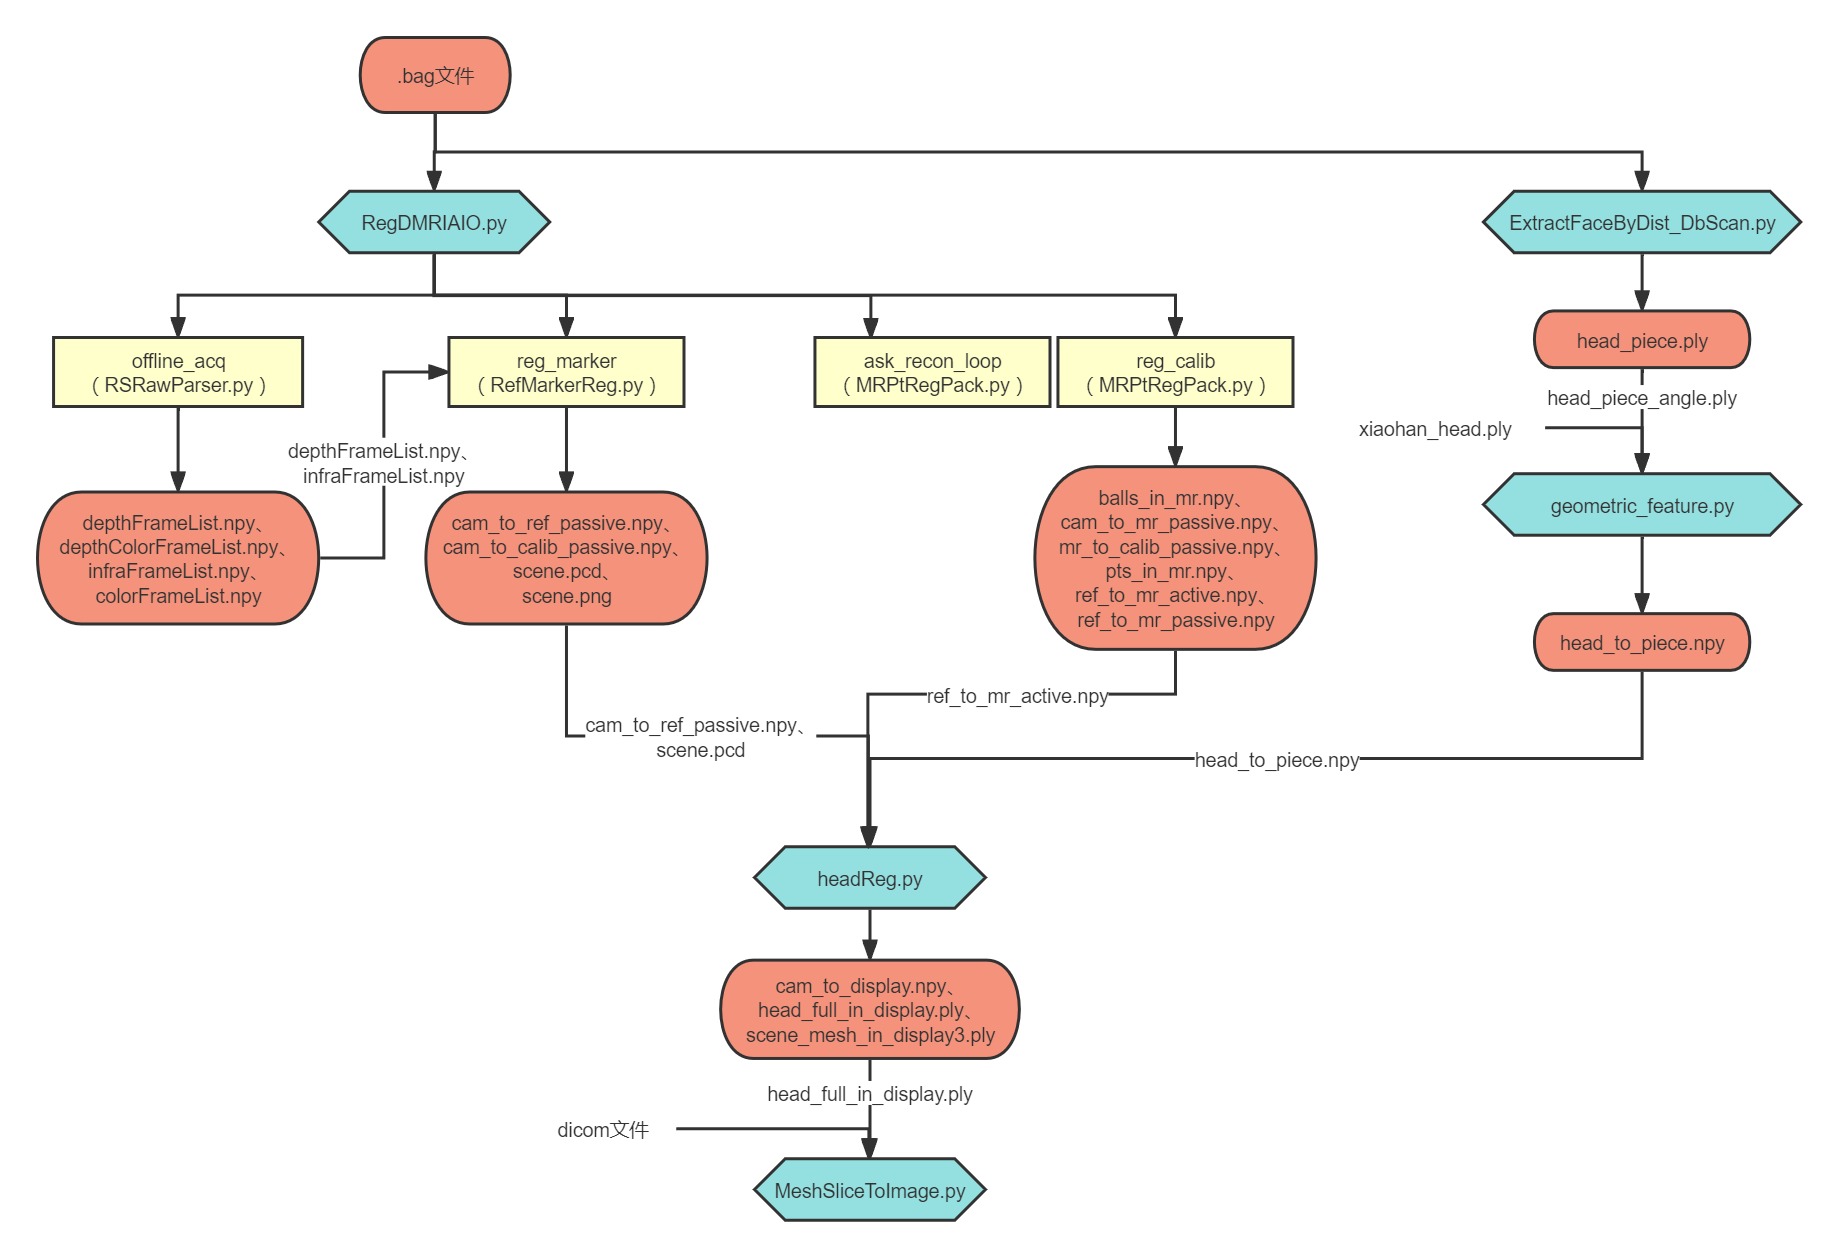 .bag文件
RegDMRIAIO.py
ExtractFaceByDist_DbScan.py
offline_acq
( RSRawParser.py )
reg_marker
( RefMarkerReg.py )
ask_recon_loop
( MRPtRegPack.py )
reg_calib
( MRPtRegPack.py )
head_piece.ply
head_piece_angle.ply
xiaohan_head.ply
depthFrameList.npy、
infraFrameList.npy
depthFrameList.npy、
depthColorFrameList.npy、
infraFrameList.npy、
colorFrameList.npy
cam_to_ref_passive.npy、
cam_to_calib_passive.npy、
scene.pcd、
scene.png
balls_in_mr.npy、
cam_to_mr_passive.npy、
mr_to_calib_passive.npy、
pts_in_mr.npy、
ref_to_mr_active.npy、
ref_to_mr_passive.npy
geometric_feature.py
head_to_piece.npy
ref_to_mr_active.npy
cam_to_ref_passive.npy、
scene.pcd
head_to_piece.npy
headReg.py
cam_to_display.npy、
head_full_in_display.ply、
scene_mesh_in_display3.ply
head_full_in_display.ply
dicom文件
MeshSliceToImage.py